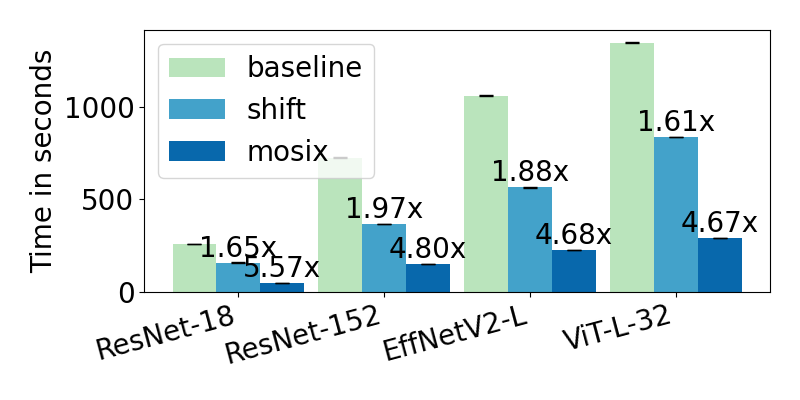 Time in seconds
1000
500
0
baseline
shift
mosix
1.65x
5.57x
1.97x
4.80x
1.88x
4.68x
1.61x
4.67x
ResNet-18
ResNet-152
EffNetV2-L
ViT-L-32